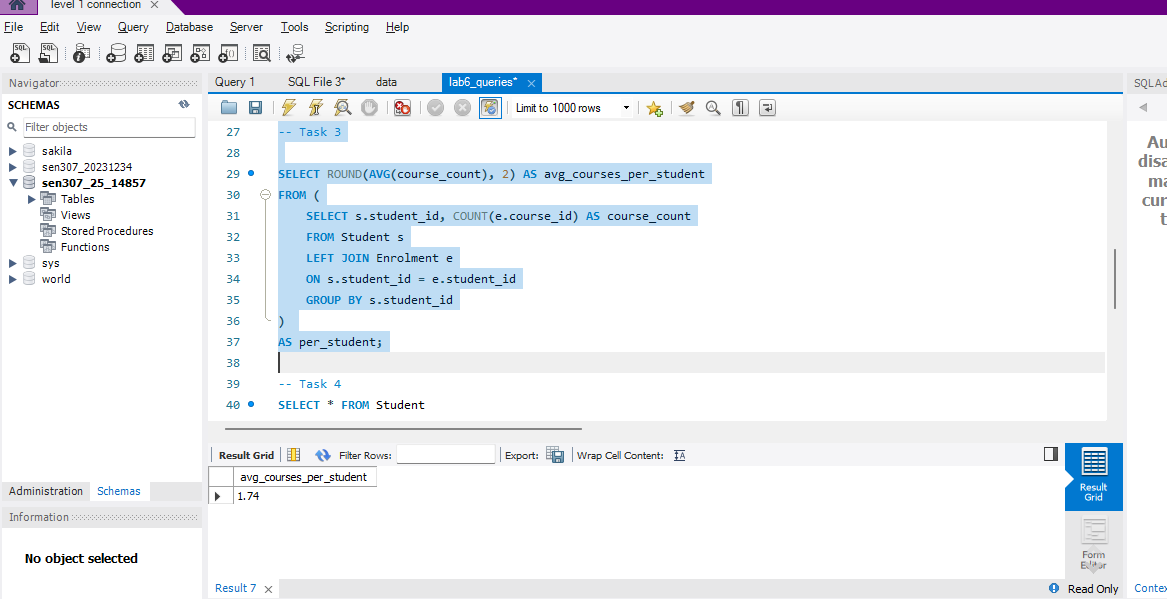 level 1 connection
File Edit View Query Database Server Tools Scripting Help
Navigator
Query 1 SQL File 3* data lab6_queries*
SCHEMAS
Limit to 1000 rows
Filter objects
sakila
sen307_20231234
sen307_25_14857
Tables
Views
Stored Procedures
Functions
sys
world
27 -- Task 3
28
29 SELECT ROUND(AVG(course_count), 2) AS avg_courses_per_student
30 FROM (
31 SELECT s.student_id, COUNT(e.course_id) AS course_count
32 FROM Student s
33 LEFT JOIN Enrolment e
34 ON s.student_id = e.student_id
35 GROUP BY s.student_id
36 )
37 AS per_student;
38
39 -- Task 4
40 SELECT * FROM Student
Result Grid Filter Rows: Export: Wrap Cell Content:
avg_courses_per_student
1.74
Result Grid
Form Editor
Administration Schemas
Information
No object selected
Result 7
Read Only